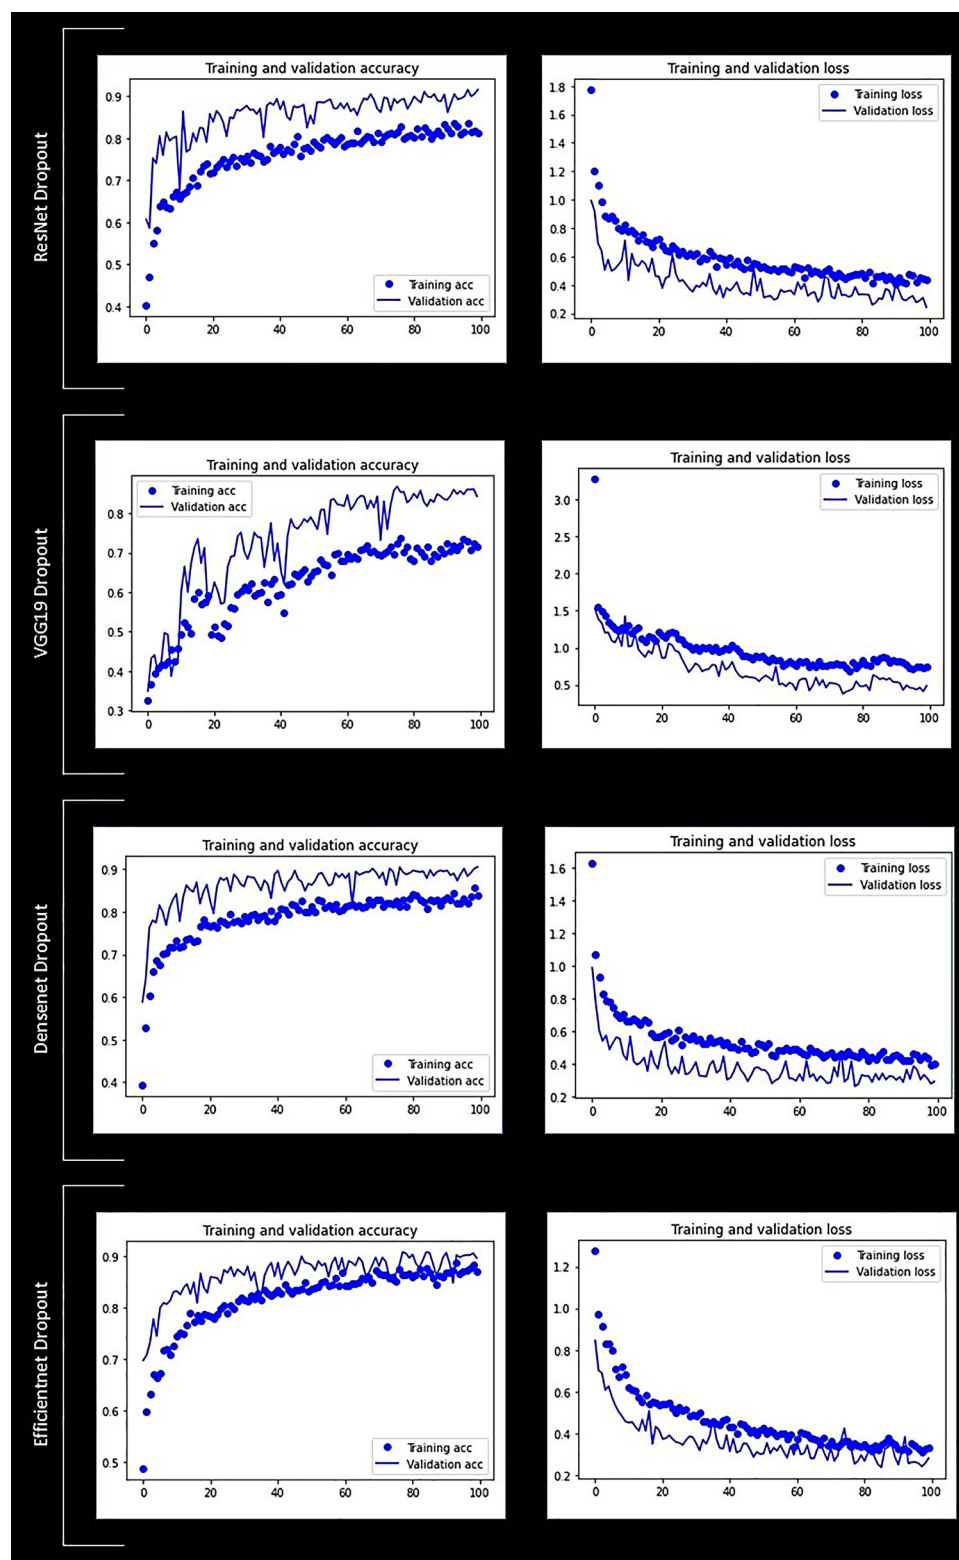 ResNet Dropout
Training and validation accuracy
0.9
0.8
0.7
0.6
0.5
0.4
0 20 40 60 80 100
Training acc
Validation acc
Training and validation loss
1.8
1.6
1.4
1.2
1.0
0.8
0.6
0.4
0.2
0 20 40 60 80 100
Training loss
Validation loss
VGG19 Dropout
Training and validation accuracy
Training acc
Validation acc
0.8
0.7
0.6
0.5
0.4
0.3
0 20 40 60 80 100
Training and validation loss
Training loss
Validation loss
3.0
2.5
2.0
1.5
1.0
0.5
0 20 40 60 80 100
Densenet Dropout
Training and validation accuracy
0.9
0.8
0.7
0.6
0.5
0.4
0 20 40 60 80 100
Training acc
Validation acc
Training and validation loss
Training loss
Validation loss
1.6
1.4
1.2
1.0
0.8
0.6
0.4
0.2
0 20 40 60 80 100
Efficientnet Dropout
Training and validation accuracy
0.9
0.8
0.7
0.6
0.5
0 20 40 60 80 100
Training acc
Validation acc
Training and validation loss
Training loss
Validation loss
1.2
1.0
0.8
0.6
0.4
0.2
0 20 40 60 80 100